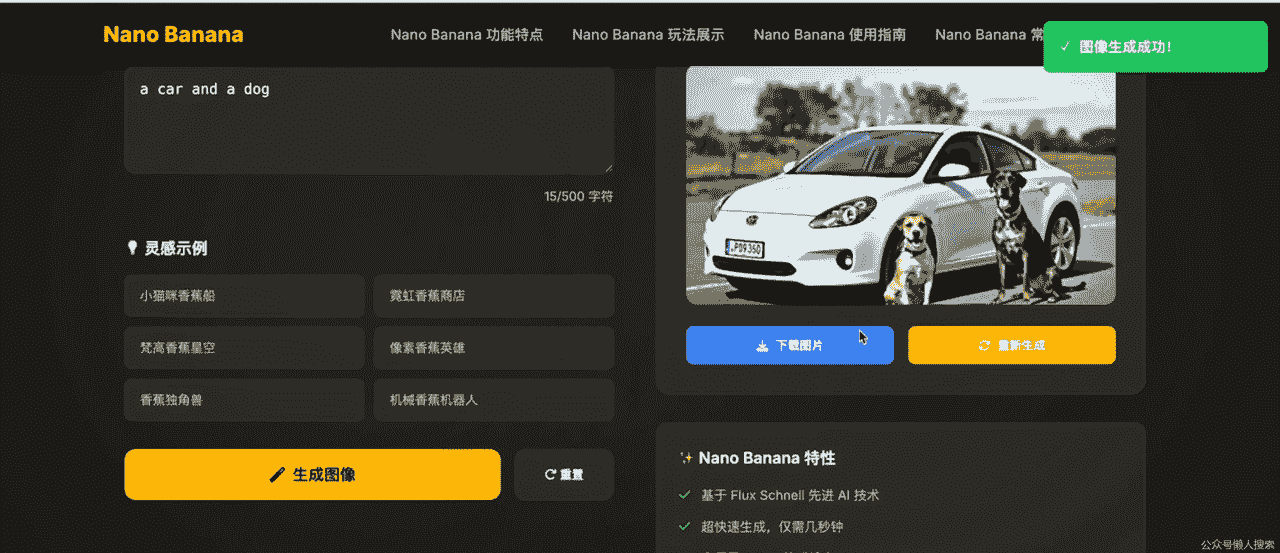 Nano Banana
Nano Banana 功能特点
Nano Banana 玩法展示
Nano Banana 使用指南
Nano Banana 常
✓ 图像生成成功！
a car and a dog
15/500 字符
灵感示例
小猫咪香蕉船
霓虹香蕉商店
梵高香蕉星空
像素香蕉英雄
香蕉独角兽
机械香蕉机器人
生成图像
重置
下载图片
重新生成
Nano Banana 特性
基于 Flux Schnell 先进 AI 技术
超快速生成，仅需几秒钟
公众号懒人搜索